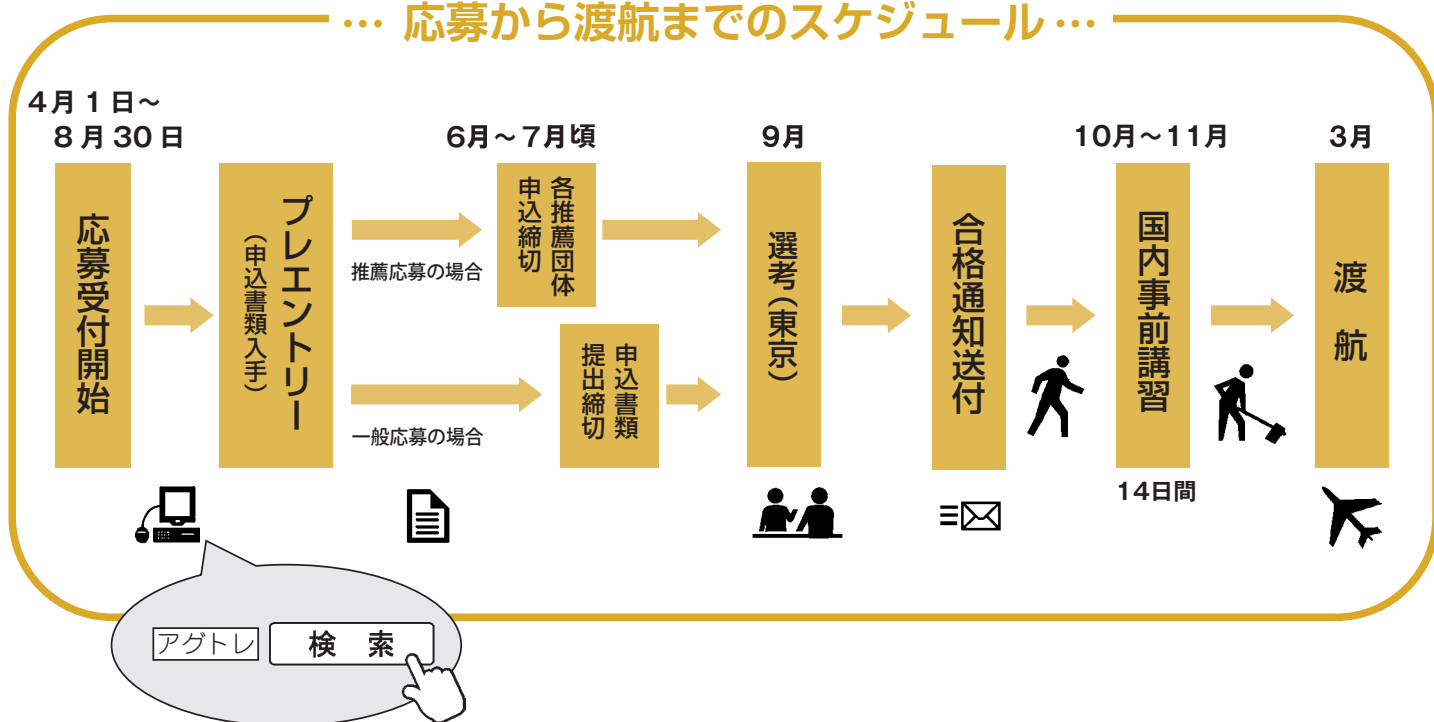 … 応募から渡航までのスケジュール …
4月1日～
8月30日
応募受付開始
プレエントリー
（申込書類入手）
推薦応募の場合
一般応募の場合
6月～7月頃
各推薦団体
申込締切
申込書類
提出締切
9月
選考（東京）
合格通知送付
10月～11月
国内事前講習
14日間
3月
渡航
アグトレ 検 索